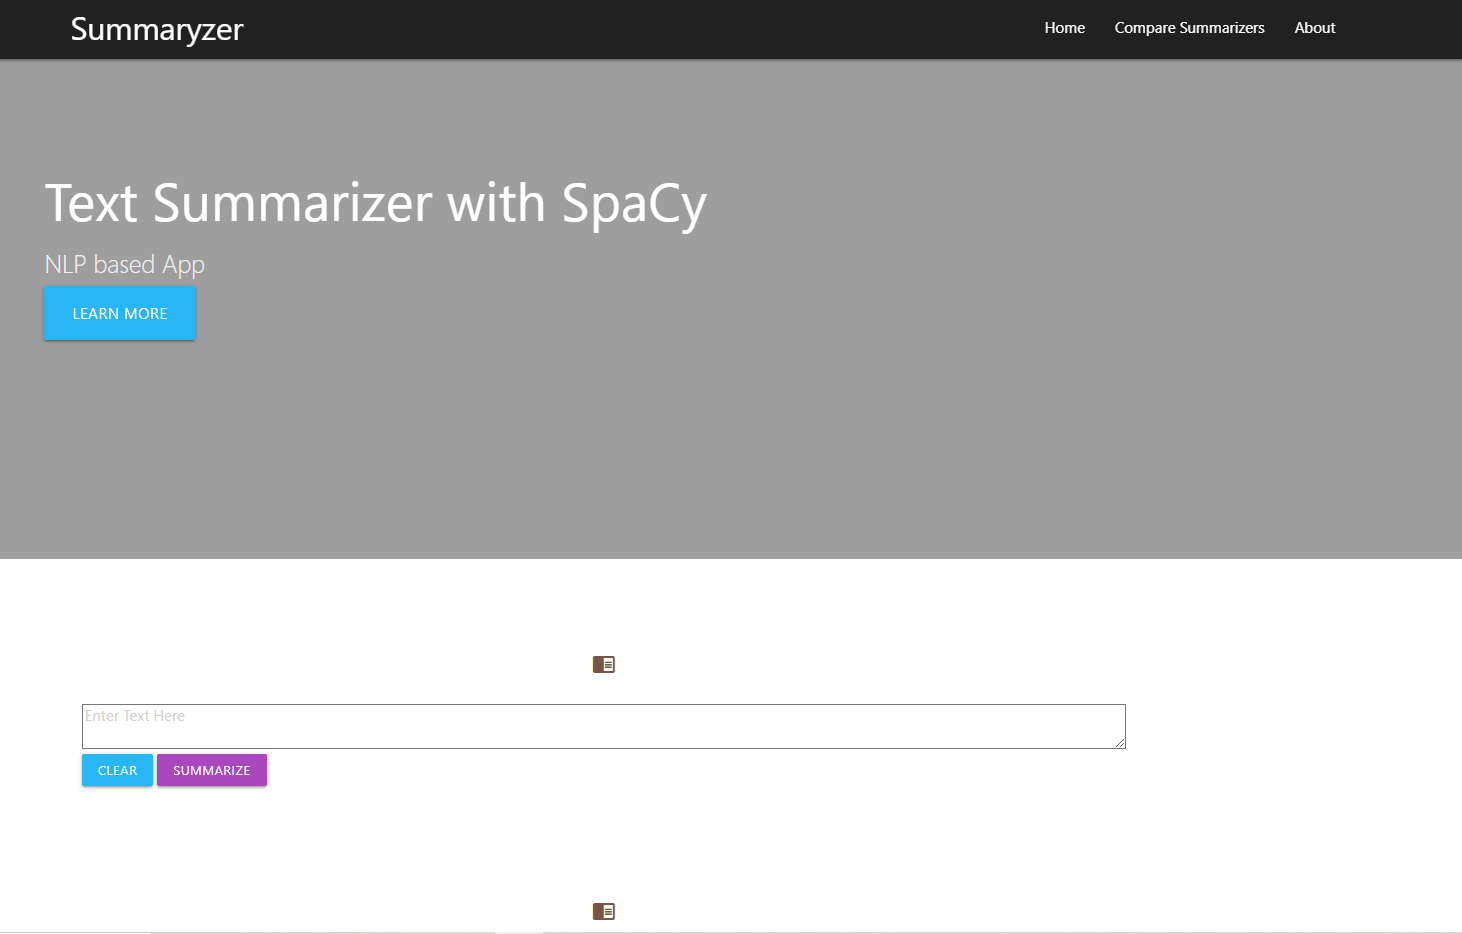 Summaryzer
Home Compare Summarizers About
Text Summarizer with SpaCy
NLP based App
LEARN MORE
Enter Text Here
CLEAR SUMMARIZE